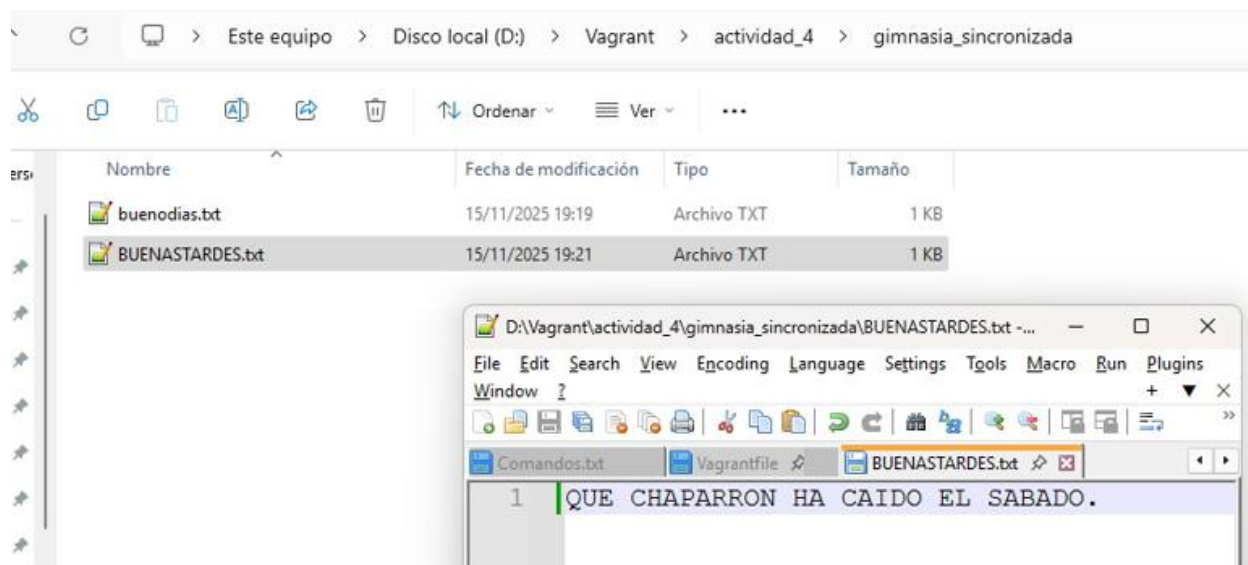 Este equipo > Disco local (D:) > Vagrant > actividad_4 > gimnasia_sincronizada
Ordenar Ver ...
Nombre Fecha de modificación Tipo Tamaño
buenodias.txt 15/11/2025 19:19 Archivo TXT 1 KB
BUENASTARDES.txt 15/11/2025 19:21 Archivo TXT 1 KB
D:\Vagrant\actividad_4\gimnasia_sincronizada\BUENASTARDES.txt -...
File Edit Search View Encoding Language Settings Tools Macro Run Plugins
Window ?
Comandos.txt Vagrantfile BUENASTARDES.txt
1 QUE CHAPARRON HA CAIDO EL SABADO.